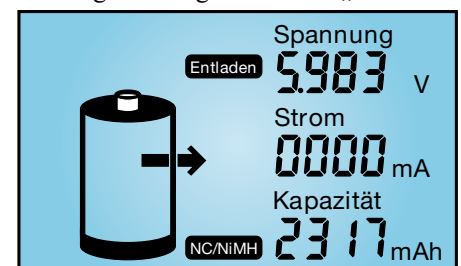 Spannung
Entladen 5.983 V
Strom
0000 mA
Kapazität
NC/NiMH 2317 mAh